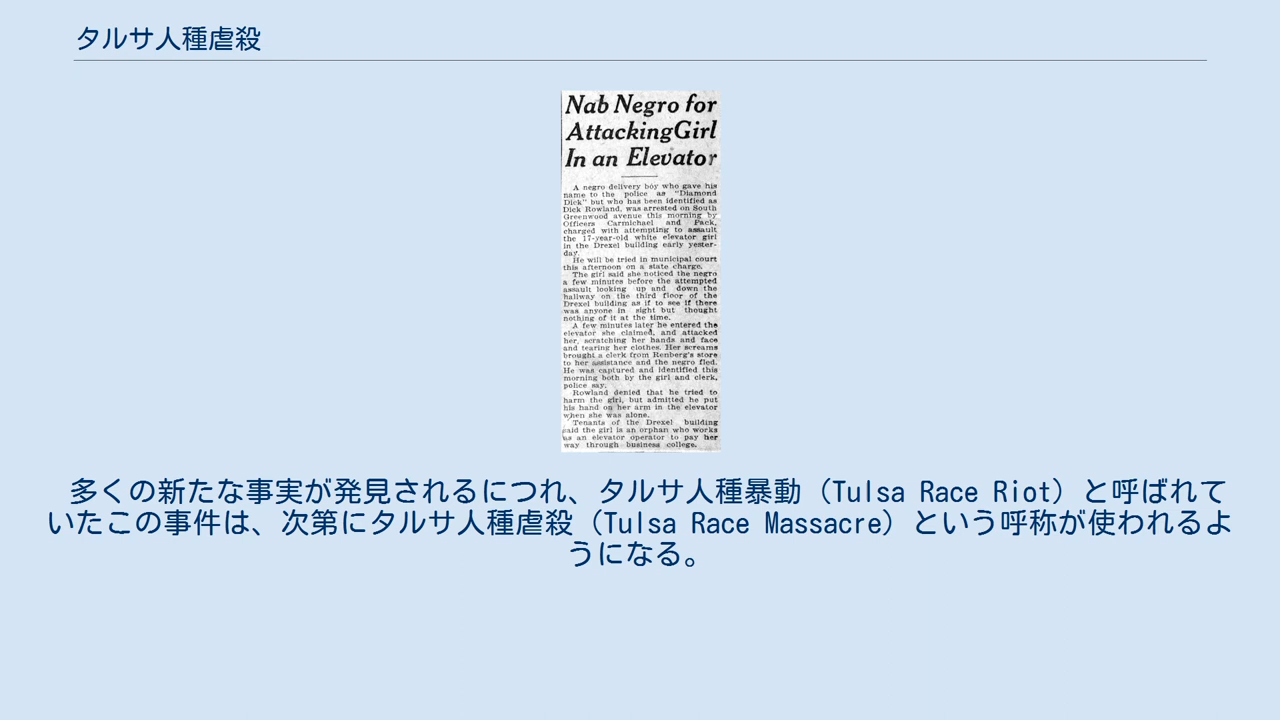 タルサ人種虐殺
Nab Negro for
Attacking Girl
In an Elevator
A negro delivery boy who gave his
name to the police as "Diamond
Dick" but who has been identified as
Dick Rowland, was arrested on South
Greenwood avenue this morning by
Officers Carmichael and Pack,
charged with attempting to assault
the 17-year-old white elevator girl
in the Drexel building early yester-
day.
He will be tried in municipal court
this afternoon on a state charge.
The girl said she noticed the negro
a few minutes before the attempted
assault looking up and down the
hallway on the third floor of the
Drexel building as if to see if there
was anyone in sight but thought
nothing of it at the time.
A few minutes later he entered the
elevator she claimed, and attacked
her, scratching her hands and face
and tearing her clothes. Her screams
brought a clerk from Renberg's store
to her assistance and the negro fled.
He was captured and identified this
morning both by the girl and clerk,
police say.
Rowland denied that he tried to
harm the girl, but admitted he put
his hand on her arm in the elevator
when she was alone.
Tenants of the Drexel building
said the girl is an orphan who works
as an elevator operator to pay her
way through business college.
多くの新たな事実が発見されるにつれ、タルサ人種暴動（Tulsa Race Riot）と呼ばれて
いたこの事件は、次第にタルサ人種虐殺（Tulsa Race Massacre）という呼称が使われるよ
うになる。